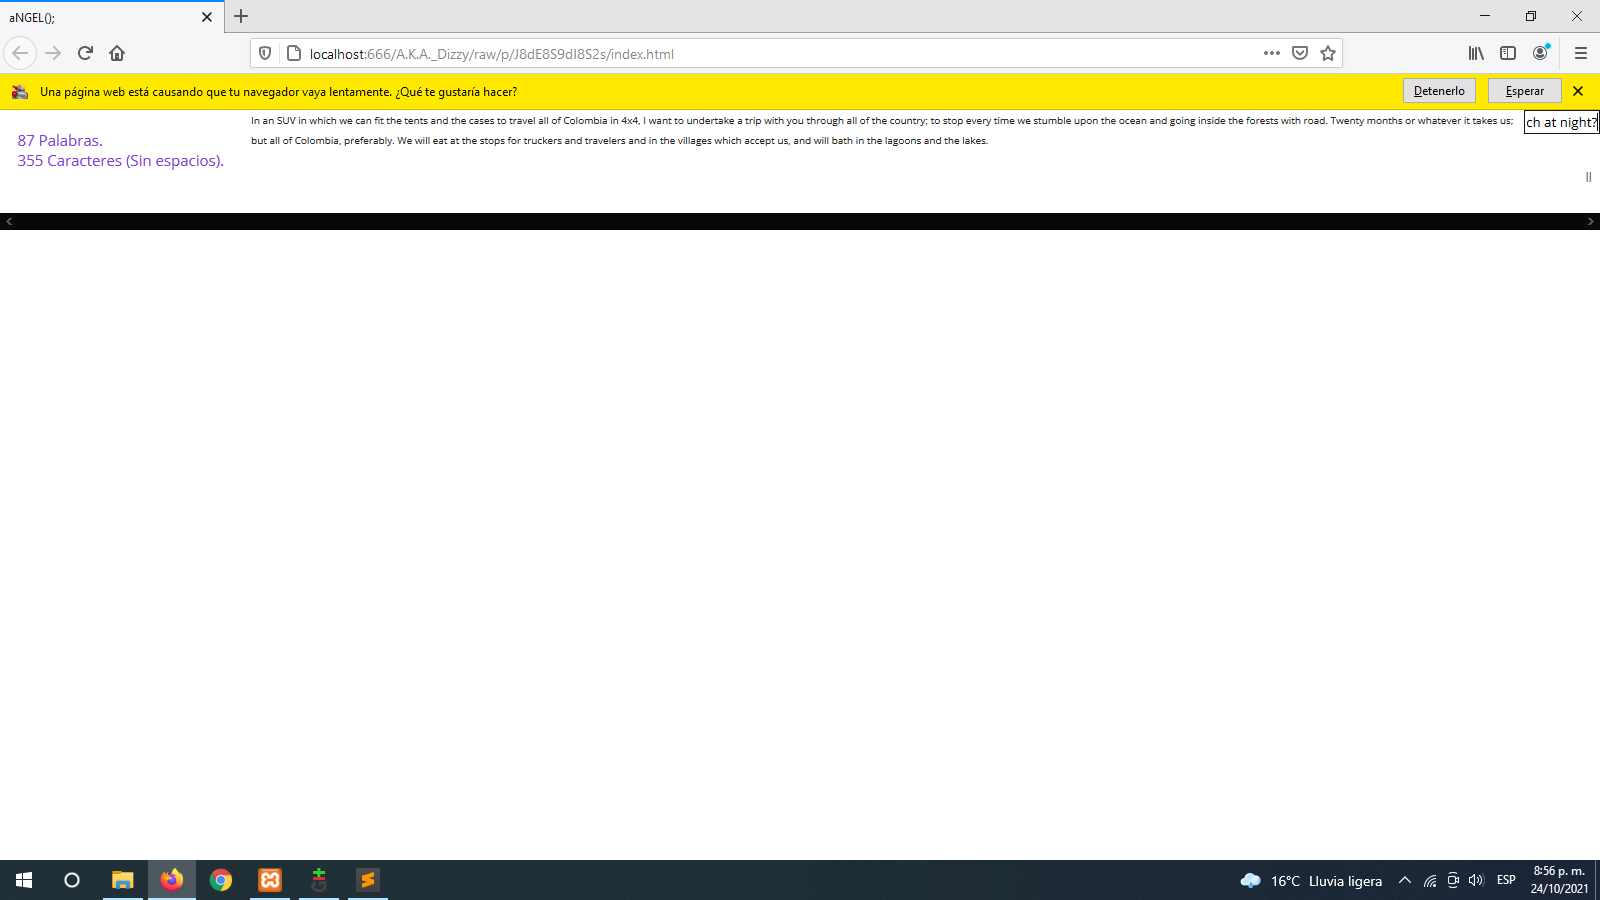 aNGEL();
localhost:666/A.K.A._Dizzy/raw/p/J8dE8S9dI8S2s/index.html
Una página web está causando que tu navegador vaya lentamente. ¿Qué te gustaría hacer?
Detenerlo
Esperar
87 Palabras.
355 Caracteres (Sin espacios).
In an SUV in which we can fit the tents and the cases to travel all of Colombia in 4x4, I want to undertake a trip with you through all of the country; to stop every time we stumble upon the ocean and going inside the forests with road. Twenty months or whatever it takes us;
but all of Colombia, preferably. We will eat at the stops for truckers and travelers and in the villages which accept us, and will bath in the lagoons and the lakes.
ch at night?
16°C Lluvia ligera
ESP
8:56 p. m.
24/10/2021